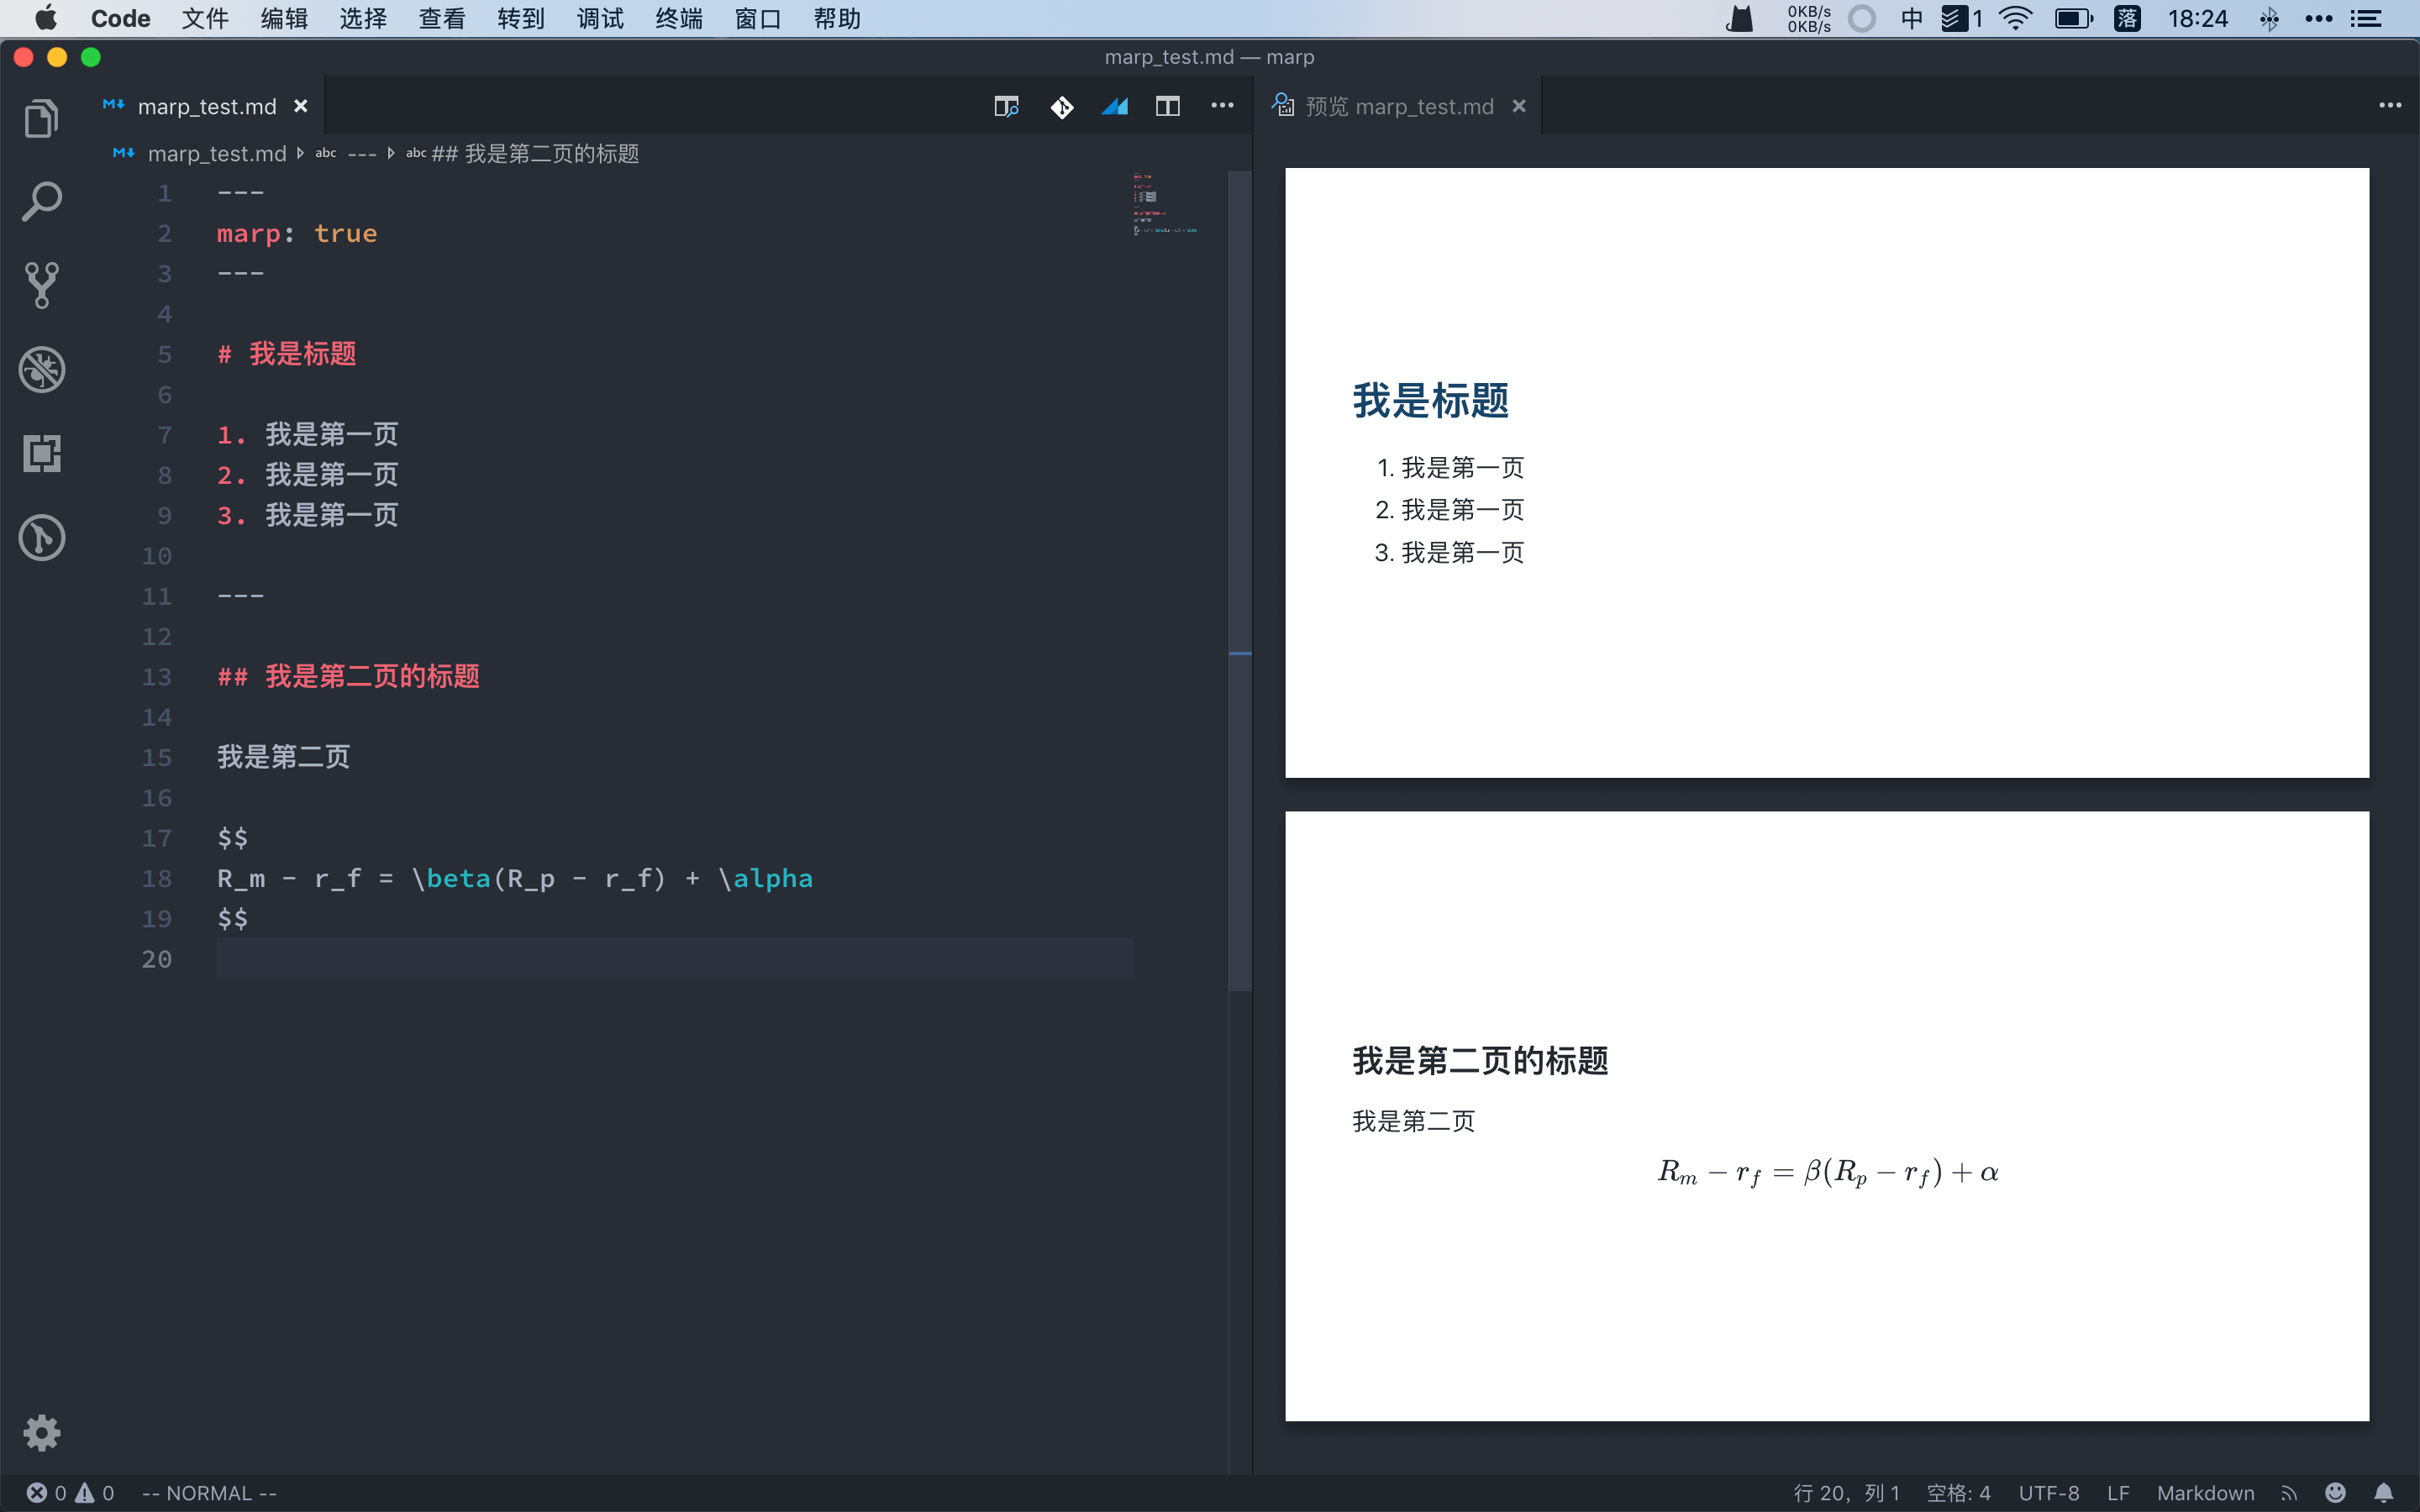 Code 文件 编辑 选择 查看 转到 调试 终端 窗口 帮助 0KB/s 0KB/s 中 1 落 18:24
marp_test.md — marp
marp_test.md
预览 marp_test.md
marp_test.md abc --- abc ## 我是第二页的标题
1 ---
2 marp: true
3 ---
4
5 # 我是标题
6
7 1. 我是第一页
8 2. 我是第一页
9 3. 我是第一页
10
11 ---
12
13 ## 我是第二页的标题
14
15 我是第二页
16
17 $$
18 R_m - r_f = \beta(R_p - r_f) + \alpha
19 $$
20
我是标题
1. 我是第一页
2. 我是第一页
3. 我是第一页
我是第二页的标题
我是第二页
R_m − r_f = β(R_p − r_f) + α
0 0 -- NORMAL -- 行 20，列 1 空格: 4 UTF-8 LF Markdown